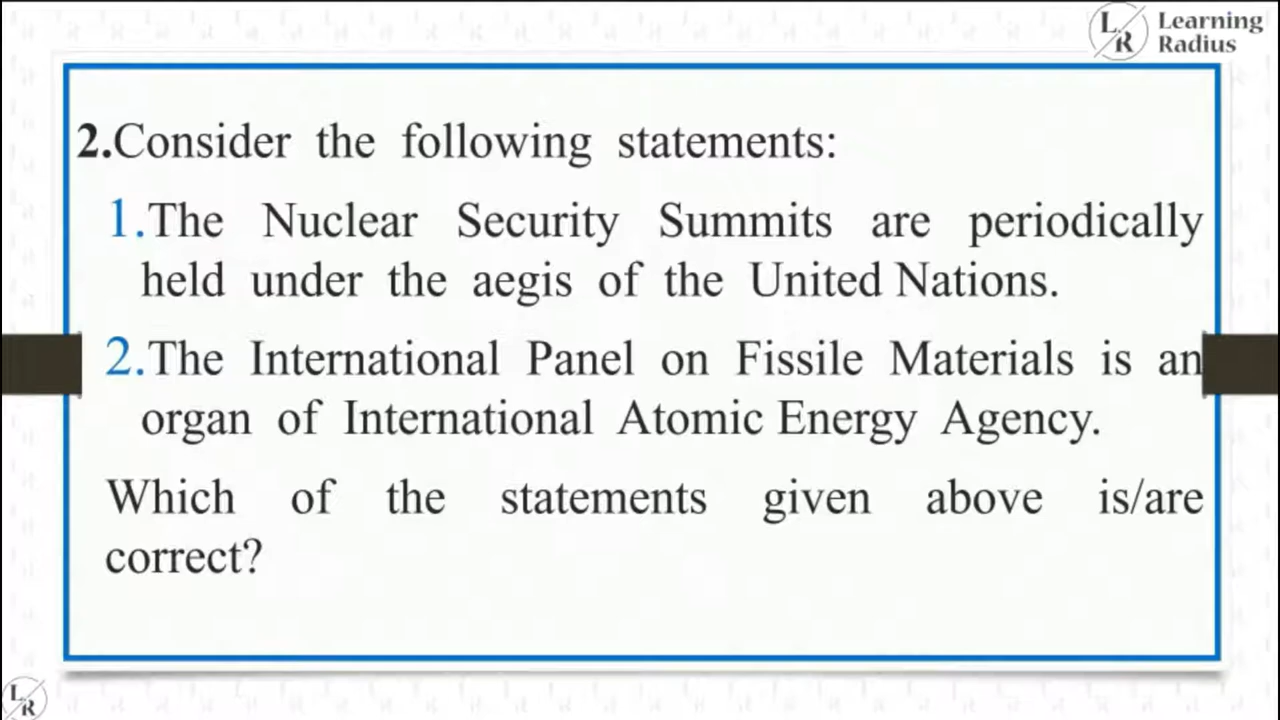 Learning
Radius
2.Consider the following statements:
1.The Nuclear Security Summits are periodically
held under the aegis of the United Nations.
2.The International Panel on Fissile Materials is an
organ of International Atomic Energy Agency.
Which of the statements given above is/are
correct?